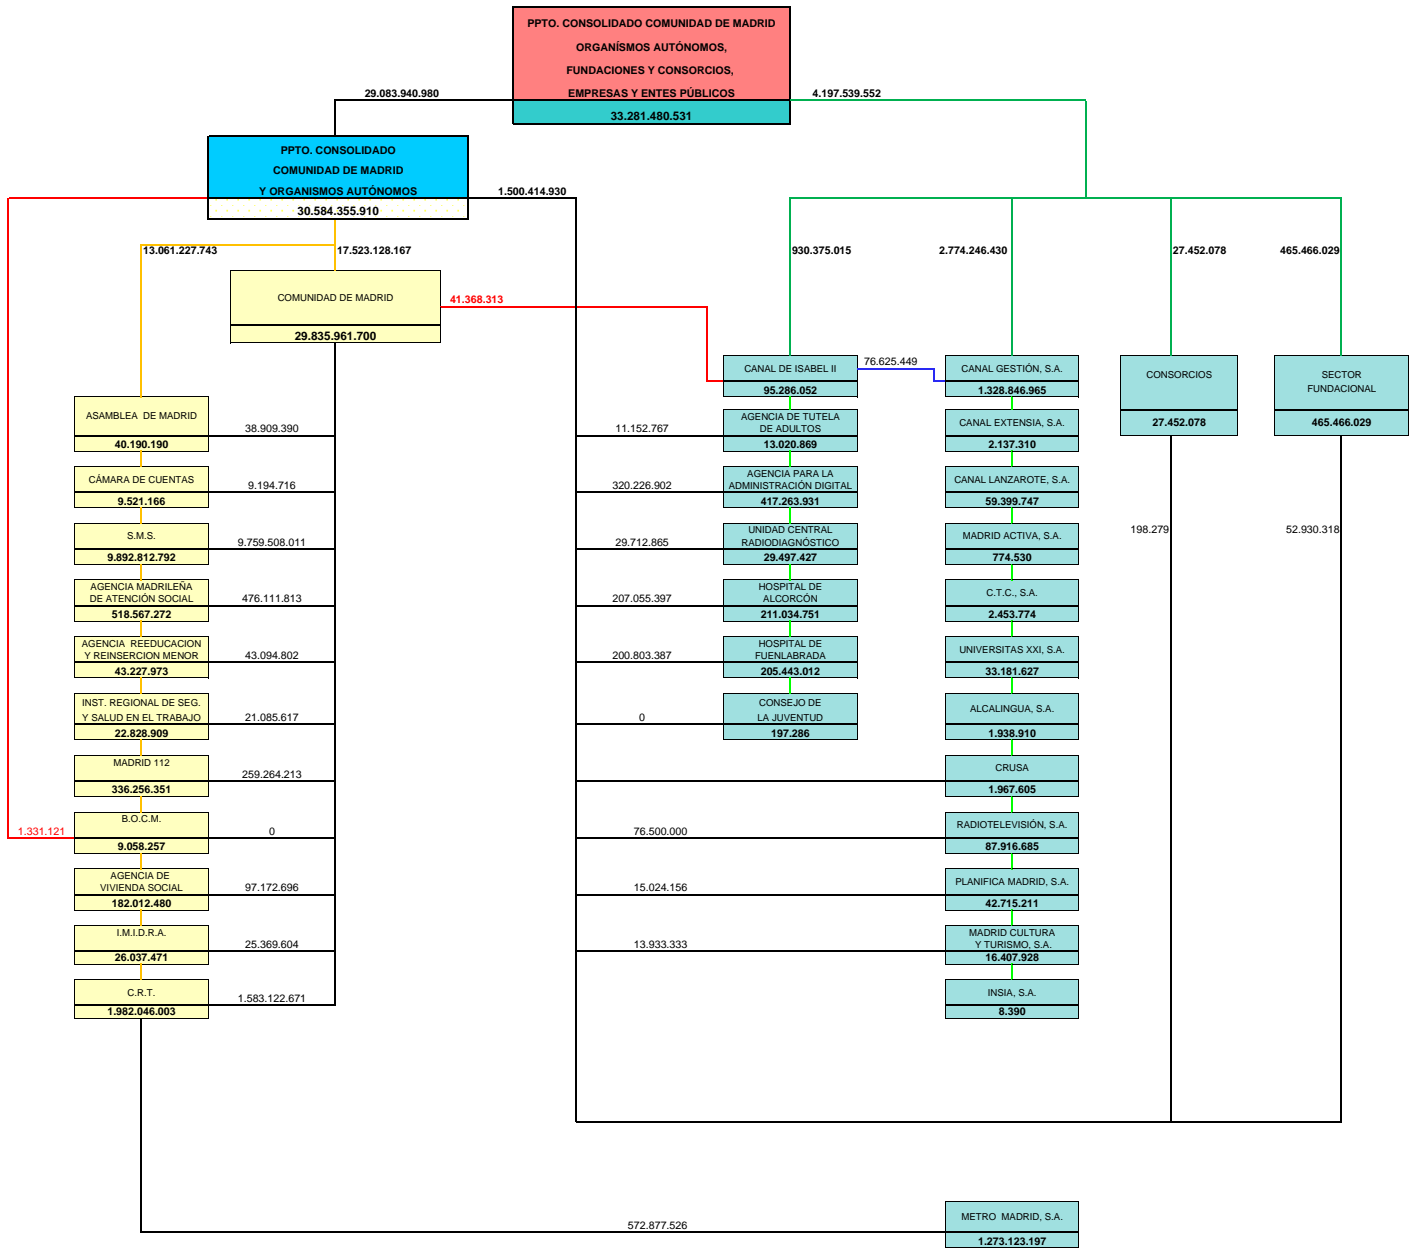 PPTO. CONSOLIDADO COMUNIDAD DE MADRID
ORGANÍSMOS AUTÓNOMOS,
FUNDACIONES Y CONSORCIOS,
EMPRESAS Y ENTES PÚBLICOS
33.281.480.531
29.083.940.980
4.197.539.552
PPTO. CONSOLIDADO
COMUNIDAD DE MADRID
Y ORGANISMOS AUTÓNOMOS
30.584.355.910
1.500.414.930
13.061.227.743
17.523.128.167
930.375.015
2.774.246.430
27.452.078
465.466.029
COMUNIDAD DE MADRID
29.835.961.700
41.368.313
ASAMBLEA DE MADRID
40.190.190
38.909.390
CÁMARA DE CUENTAS
9.521.166
9.194.716
S.M.S.
9.892.812.792
9.759.508.011
AGENCIA MADRILEÑA
DE ATENCIÓN SOCIAL
518.567.272
476.111.813
AGENCIA REEDUCACION
Y REINSERCION MENOR
43.227.973
43.094.802
INST. REGIONAL DE SEG.
Y SALUD EN EL TRABAJO
22.828.909
21.085.617
MADRID 112
336.256.351
259.264.213
1.331.121
B.O.C.M.
9.058.257
0
AGENCIA DE
VIVIENDA SOCIAL
182.012.480
97.172.696
I.M.I.D.R.A.
26.037.471
25.369.604
C.R.T.
1.982.046.003
1.583.122.671
CANAL DE ISABEL II
95.286.052
76.625.449
11.152.767
AGENCIA DE TUTELA
DE ADULTOS
13.020.869
320.226.902
AGENCIA PARA LA
ADMINISTRACIÓN DIGITAL
417.263.931
29.712.865
UNIDAD CENTRAL
RADIODIAGNÓSTICO
29.497.427
207.055.397
HOSPITAL DE
ALCORCÓN
211.034.751
200.803.387
HOSPITAL DE
FUENLABRADA
205.443.012
0
CONSEJO DE
LA JUVENTUD
197.286
CANAL GESTIÓN, S.A.
1.328.846.965
CANAL EXTENSIA, S.A.
2.137.310
CANAL LANZAROTE, S.A.
59.399.747
MADRID ACTIVA, S.A.
774.530
C.T.C., S.A.
2.453.774
UNIVERSITAS XXI, S.A.
33.181.627
ALCALINGUA, S.A.
1.938.910
CRUSA
1.967.605
76.500.000
RADIOTELEVISIÓN, S.A.
87.916.685
15.024.156
PLANIFICA MADRID, S.A.
42.715.211
13.933.333
MADRID CULTURA
Y TURISMO, S.A.
16.407.928
INSIA, S.A.
8.390
CONSORCIOS
27.452.078
198.279
SECTOR
FUNDACIONAL
465.466.029
52.930.318
572.877.526
METRO MADRID, S.A.
1.273.123.197